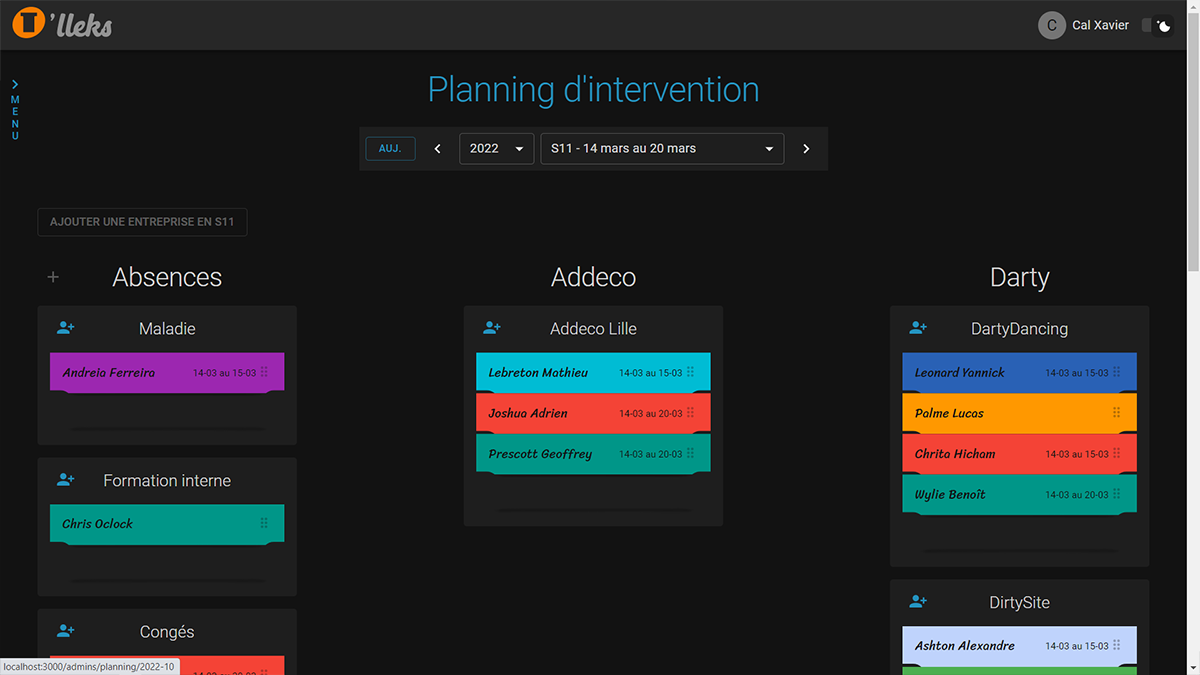 T'lleks
C Cal Xavier
MENU
Planning d'intervention
AUJ. 2022 S11 - 14 mars au 20 mars
AJOUTER UNE ENTREPRISE EN S11
+ Absences
Maladie
Andreia Ferreira 14-03 au 15-03
Formation interne
Chris Oclock
Congés
Addeco
Addeco Lille
Lebreton Mathieu 14-03 au 15-03
Joshua Adrien 14-03 au 20-03
Prescott Geoffrey 14-03 au 20-03
Darty
DartyDancing
Leonard Yannick 14-03 au 15-03
Palme Lucas
Chrita Hicham 14-03 au 15-03
Wylie Benoît 14-03 au 20-03
DirtySite
Ashton Alexandre 14-03 au 15-03
localhost:3000/admins/planning/2022-10